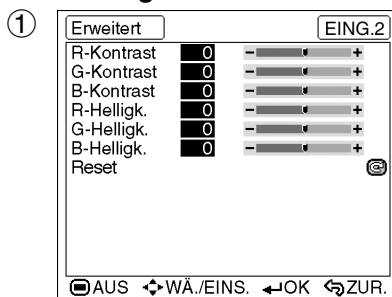 ①
Erweitert EING.2
R-Kontrast 0 - +
G-Kontrast 0 - +
B-Kontrast 0 - +
R-Helligk. 0 - +
G-Helligk. 0 - +
B-Helligk. 0 - +
Reset
AUS WÄ./EINS. OK ZUR.